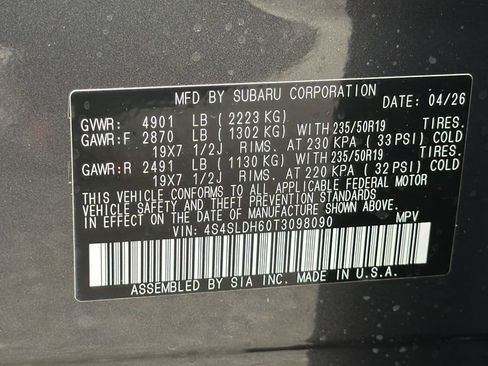 MFD BY SUBARU CORPORATION
DATE: 04/26
GVWR: 4901 LB (2223 KG)
GAWR:F 2870 LB (1302 KG) WITH 235/50R19 TIRES.
19X7 1/2J. RIMS. AT 230 KPA (33 PSI) COLD
GAWR:R 2491 LB (1130 KG) WITH 235/50R19 TIRES.
19X7 1/2J. RIMS. AT 220 KPA (32 PSI) COLD
THIS VEHICLE CONFORMS TO ALL APPLICABLE FEDERAL MOTOR
VEHICLE SAFETY AND THEFT PREVENTION STANDARDS
IN EFFECT ON THE DATE OF MANUFACTURE SHOWN ABOVE.
VIN: 4S4SLDH60T3098090 MPV
ASSEMBLED BY SIA INC. MADE IN U.S.A.